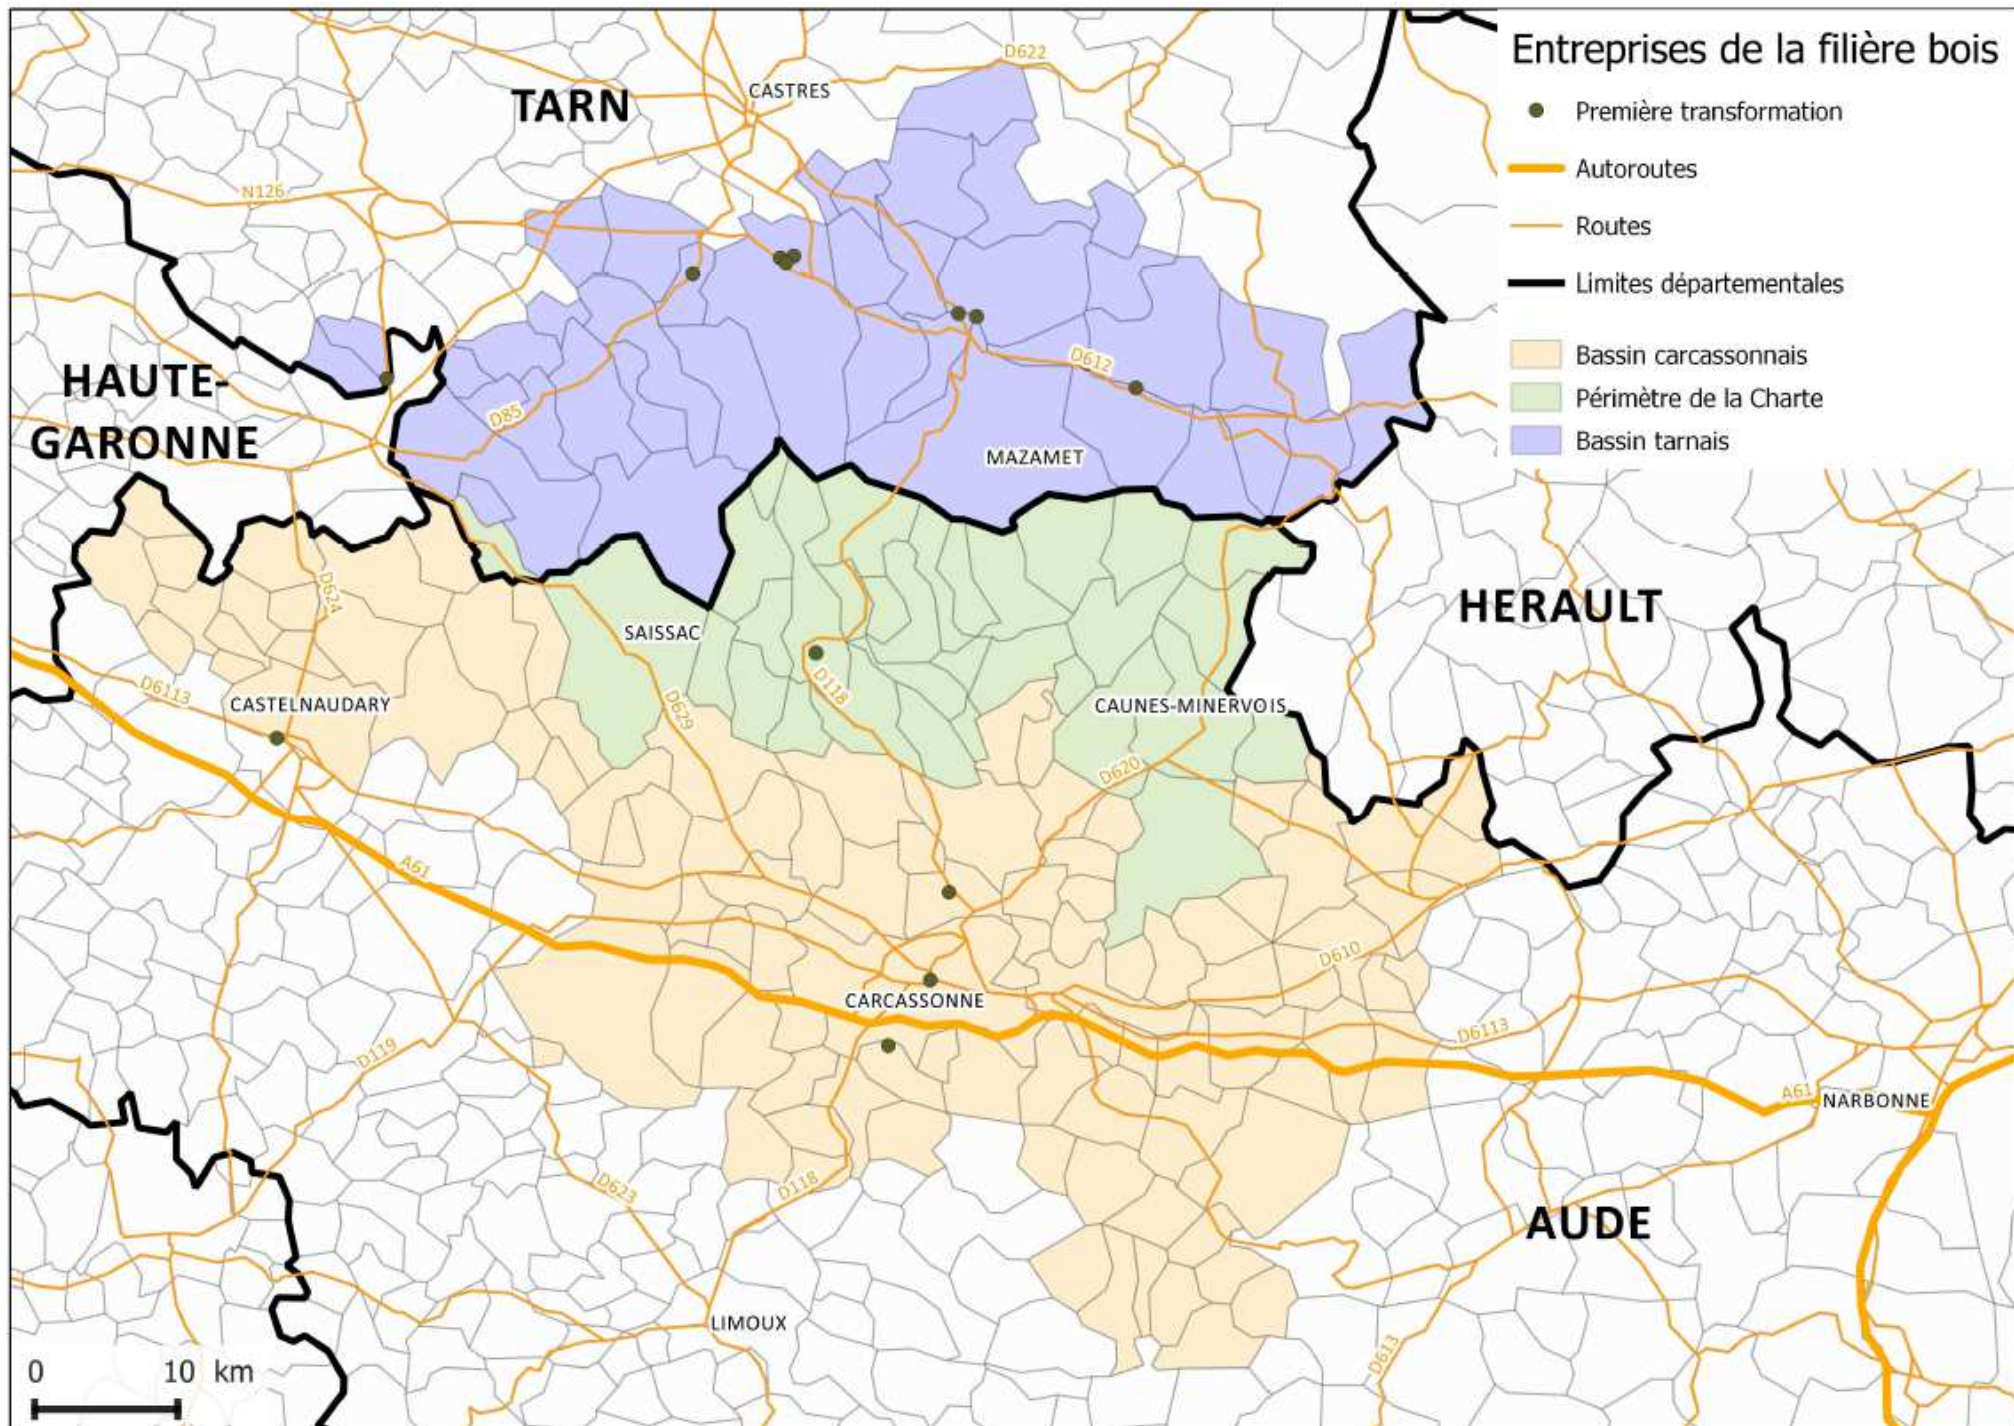 Entreprises de la filière bois
Première transformation
Autoroutes
Routes
Limites départementales
Bassin carcassonnais
Périmètre de la Charte
Bassin tarnais
D622
CASTRES
TARN
N126
D612
HAUTE-
GARONNE
D85
MAZAMET
D624
HERAULT
SAISSAC
D6113
CASTELNAUDARY
D629
D118
CAUNES-MINERVOIS
D620
A61
D610
CARCASSONNE
D6113
D119
A61
NARBONNE
D623
D118
AUDE
LIMOUX
D613
0 10 km